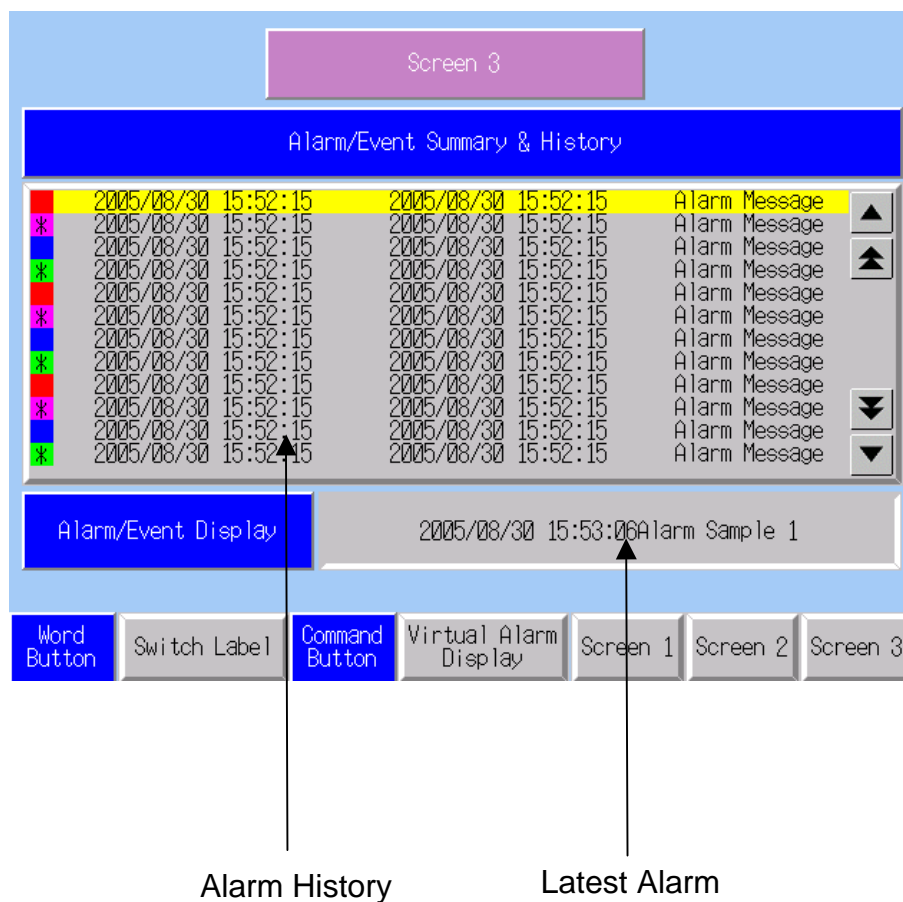 Screen 3
Alarm/Event Summary & History
2005/08/30 15:52:15 2005/08/30 15:52:15 Alarm Message
* 2005/08/30 15:52:15 2005/08/30 15:52:15 Alarm Message
2005/08/30 15:52:15 2005/08/30 15:52:15 Alarm Message
* 2005/08/30 15:52:15 2005/08/30 15:52:15 Alarm Message
2005/08/30 15:52:15 2005/08/30 15:52:15 Alarm Message
* 2005/08/30 15:52:15 2005/08/30 15:52:15 Alarm Message
2005/08/30 15:52:15 2005/08/30 15:52:15 Alarm Message
* 2005/08/30 15:52:15 2005/08/30 15:52:15 Alarm Message
2005/08/30 15:52:15 2005/08/30 15:52:15 Alarm Message
* 2005/08/30 15:52:15 2005/08/30 15:52:15 Alarm Message
2005/08/30 15:52:15 2005/08/30 15:52:15 Alarm Message
* 2005/08/30 15:52:15 2005/08/30 15:52:15 Alarm Message
Alarm/Event Display
2005/08/30 15:53:06Alarm Sample 1
Word
Button
Switch Label
Command
Button
Virtual Alarm
Display
Screen 1
Screen 2
Screen 3
Alarm History
Latest Alarm